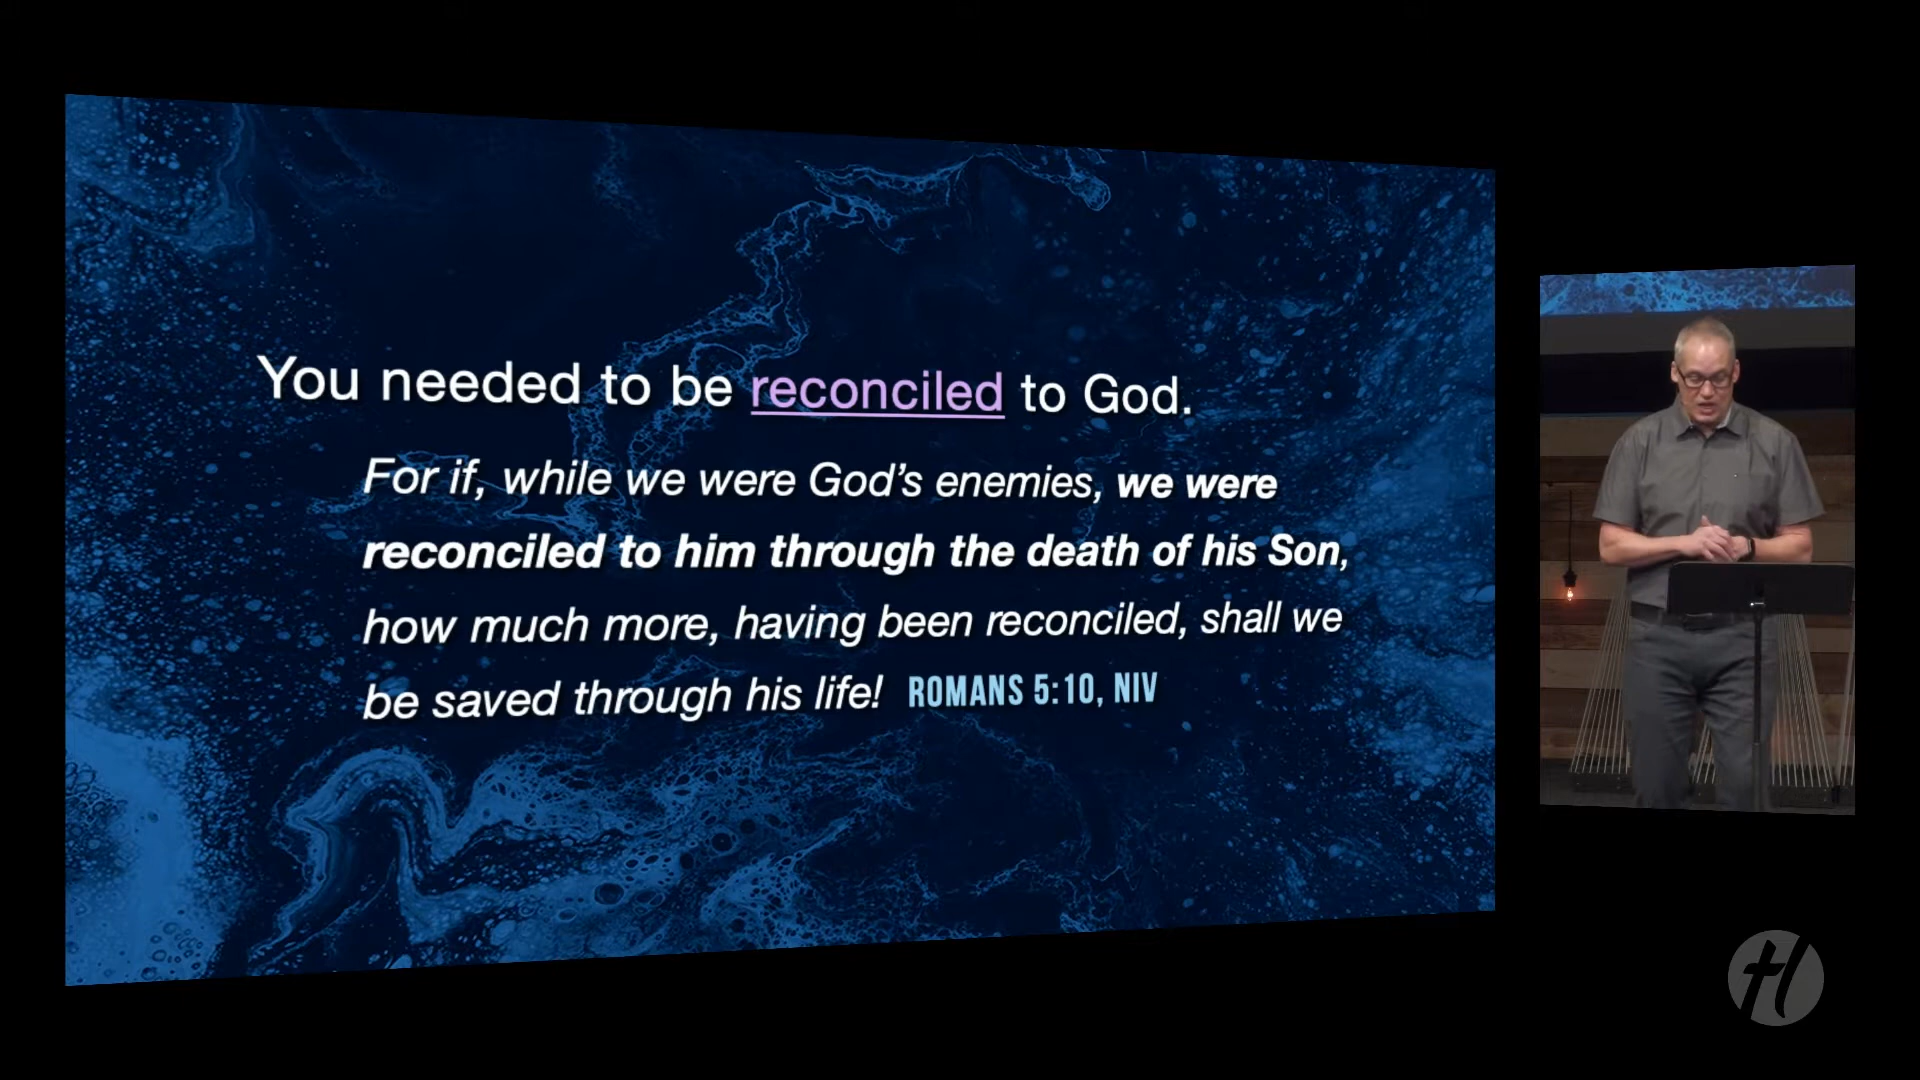 You needed to be reconciled to God.
For if, while we were God’s enemies, we were
reconciled to him through the death of his Son,
how much more, having been reconciled, shall we
be saved through his life! ROMANS 5:10, NIV